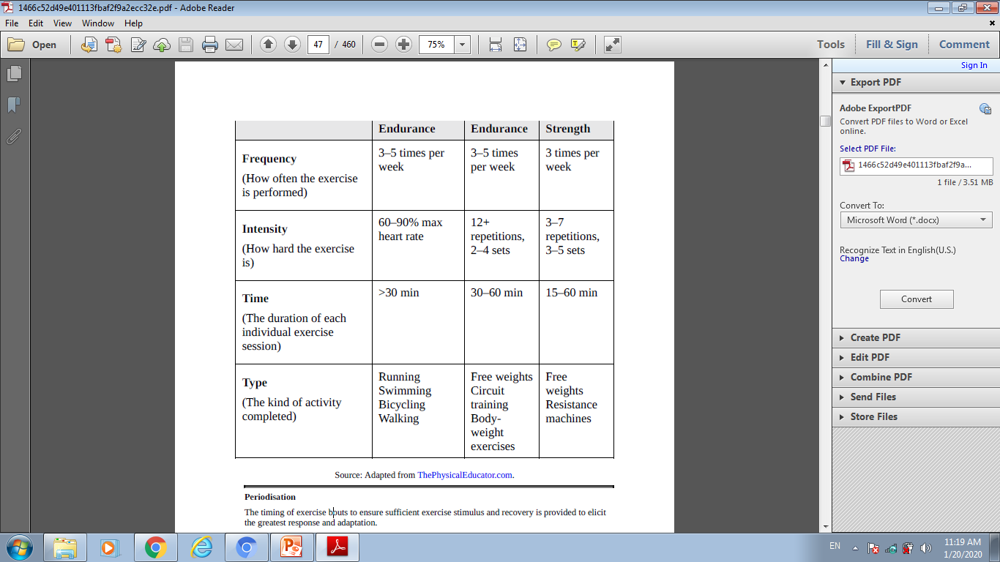 1466c52d49e401113fbaf2f9a2ecc32e.pdf - Adobe Reader
File Edit View Window Help
Open 47 / 460 75% Tools Fill & Sign Comment
Sign In
Export PDF
Adobe ExportPDF
Convert PDF files to Word or Excel
online.
Select PDF File:
1466c52d49e401113fbaf2f9a...
1 file / 3.51 MB
Convert To:
Microsoft Word (*.docx)
Recognize Text in English(U.S.)
Change
Convert
Create PDF
Edit PDF
Combine PDF
Send Files
Store Files
Endurance Endurance Strength
Frequency
(How often the exercise
is performed)
3–5 times per
week
3–5 times
per week
3 times per
week
Intensity
(How hard the exercise
is)
60–90% max
heart rate
12+
repetitions,
2–4 sets
3–7
repetitions,
3–5 sets
Time
(The duration of each
individual exercise
session)
>30 min
30–60 min
15–60 min
Type
(The kind of activity
completed)
Running
Swimming
Bicycling
Walking
Free weights
Circuit
training
Body-
weight
exercises
Free
weights
Resistance
machines
Source: Adapted from ThePhysicalEducator.com.
Periodisation
The timing of exercise bouts to ensure sufficient exercise stimulus and recovery is provided to elicit
the greatest response and adaptation.
EN
11:19 AM
1/20/2020